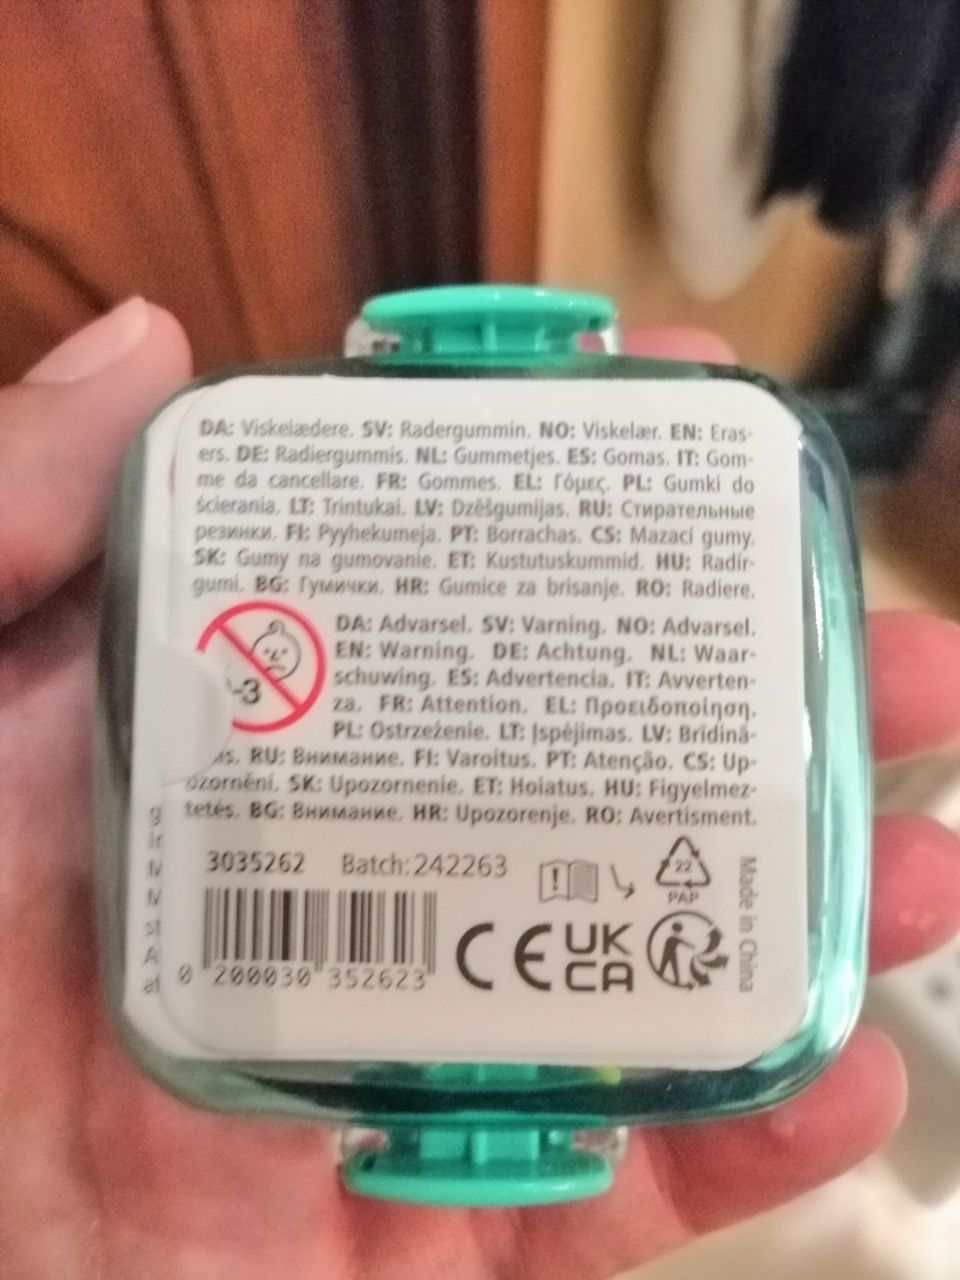 DA: Viskelædere. SV: Radergummin. NO: Viskelær. EN: Eras-
ers. DE: Radiergummis. NL: Gummetjes. ES: Gomas. IT: Gom-
me da cancellare. FR: Gommes. EL: Γόμες. PL: Gumki do
ścierania. LT: Trintukai. LV: Dzēšgumijas. RU: Стирательные
резинки. FI: Pyyhekumeja. PT: Borrachas. CS: Mazací gumy.
SK: Gumy na gumovanie. ET: Kustutuskummid. HU: Radír-
gumi. BG: Гумички. HR: Gumice za brisanje. RO: Radiere.
-3
DA: Advarsel. SV: Varning. NO: Advarsel.
EN: Warning. DE: Achtung. NL: Waar-
schuwing. ES: Advertencia. IT: Avverten-
za. FR: Attention. EL: Προειδοποίηση.
PL: Ostrzeżenie. LT: Įspėjimas. LV: Brīdinā-
RU: Внимание. FI: Varoitus. PT: Atenção. CS: Up-
ozornění. SK: Upozornenie. ET: Hoiatus. HU: Figyelmez-
tetés. BG: Внимание. HR: Upozorenje. RO: Avertisment.
3035262 Batch: 242263
22
PAP
Made in China
CE UK
CA
0 200030 352623